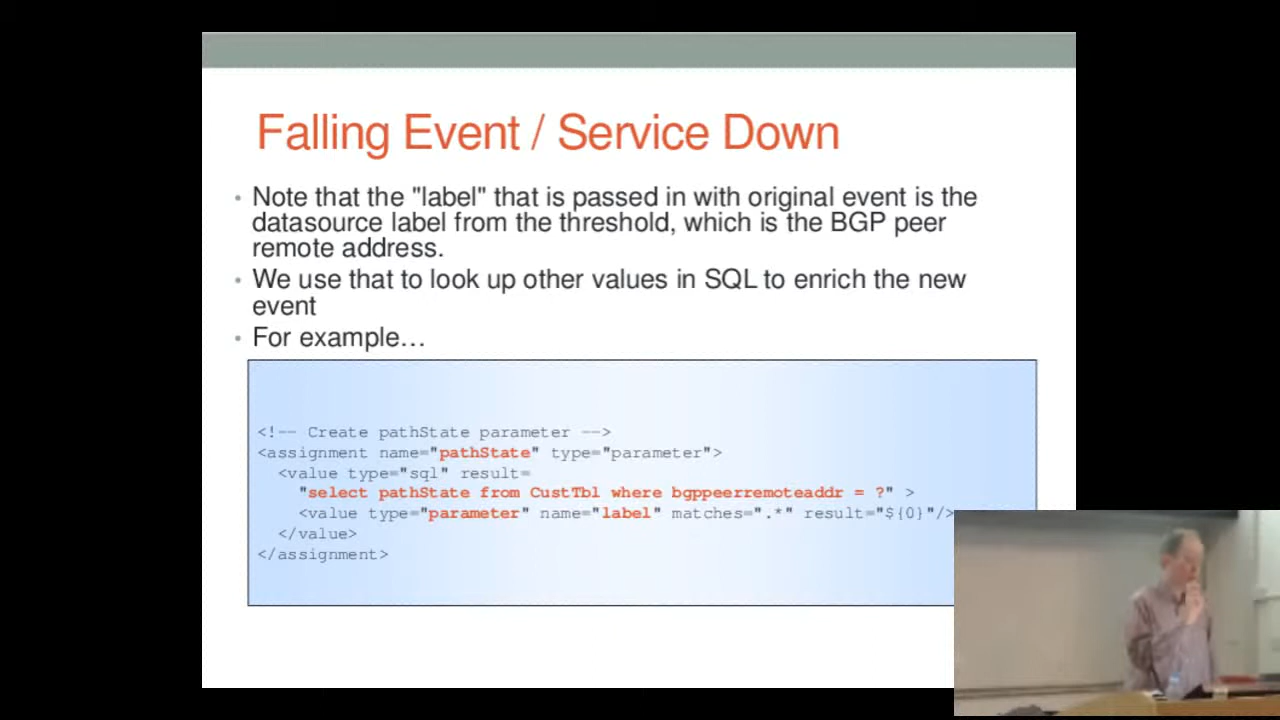 Falling Event / Service Down
• Note that the "label" that is passed in with original event is the
datasource label from the threshold, which is the BGP peer
remote address.
• We use that to look up other values in SQL to enrich the new
event
• For example…
<!-- Create pathState parameter -->
<assignment name="pathState" type="parameter">
<value type="sql" result=
"select pathState from CustTbl where bgppeerremoteaddr = ?" >
<value type="parameter" name="label" matches=".*" result="${0}"/>
</value>
</assignment>